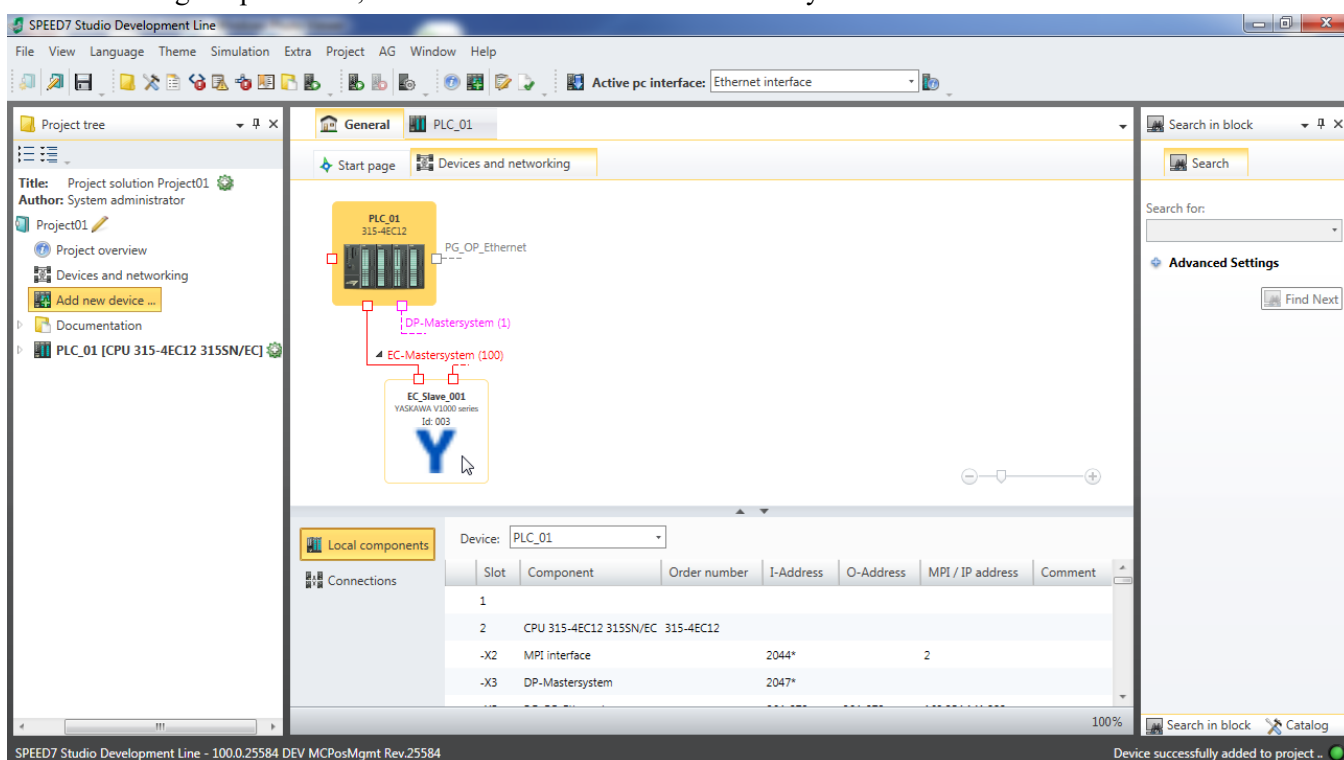 SPEED7 Studio Development Line
File View Language Theme Simulation Extra Project AG Window Help
Active pc interface: Ethernet interface
Project tree
Title: Project solution Project01
Author: System administrator
Project01
Project overview
Devices and networking
Add new device ...
Documentation
PLC_01 [CPU 315-4EC12 315SN/EC]
General PLC_01
Start page Devices and networking
PLC_01
315-4EC12
PG_OP_Ethernet
DP-Mastersystem (1)
EC-Mastersystem (100)
EC_Slave_001
YASKAWA V1000 series
Id: 003
Y
Local components
Connections
Device: PLC_01
Slot Component Order number I-Address O-Address MPI / IP address Comment
1
2 CPU 315-4EC12 315SN/EC 315-4EC12
-X2 MPI interface 2044* 2
-X3 DP-Mastersystem 2047*
100%
Search in block
Search
Search for:
Advanced Settings
Find Next
Search in block Catalog
SPEED7 Studio Development Line - 100.0.25584 DEV MCPosMgmt Rev.25584
Device successfully added to project ..